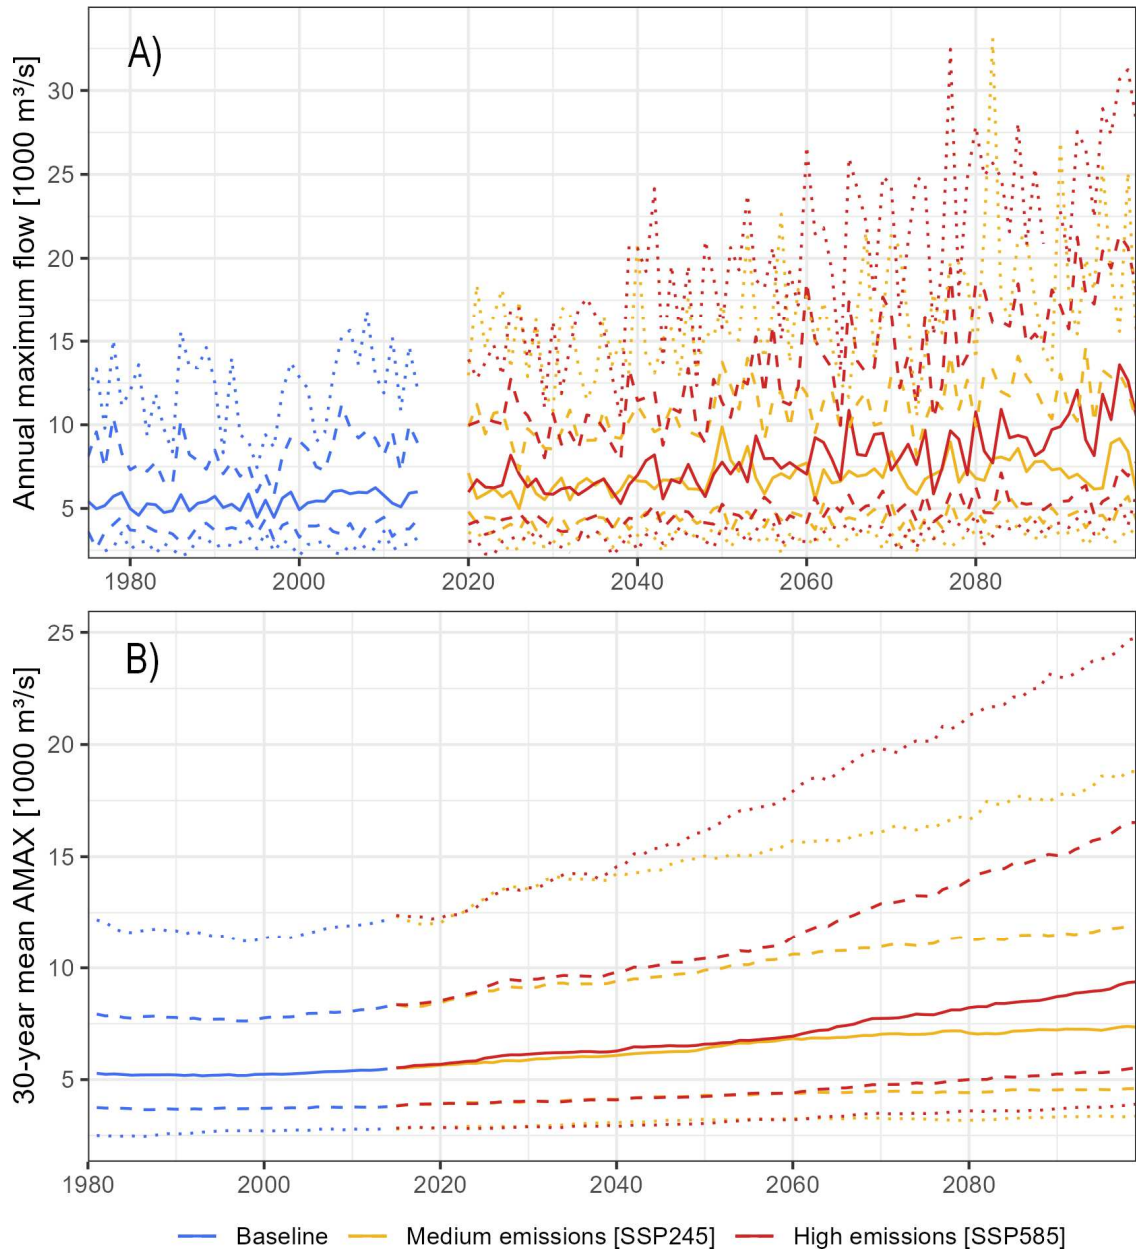 A)
Annual maximum flow [1000 m³/s]
30
25
20
15
10
5
1980 2000 2020 2040 2060 2080
B)
30-year mean AMAX [1000 m³/s]
25
20
15
10
5
1980 2000 2020 2040 2060 2080
Baseline Medium emissions [SSP245] High emissions [SSP585]